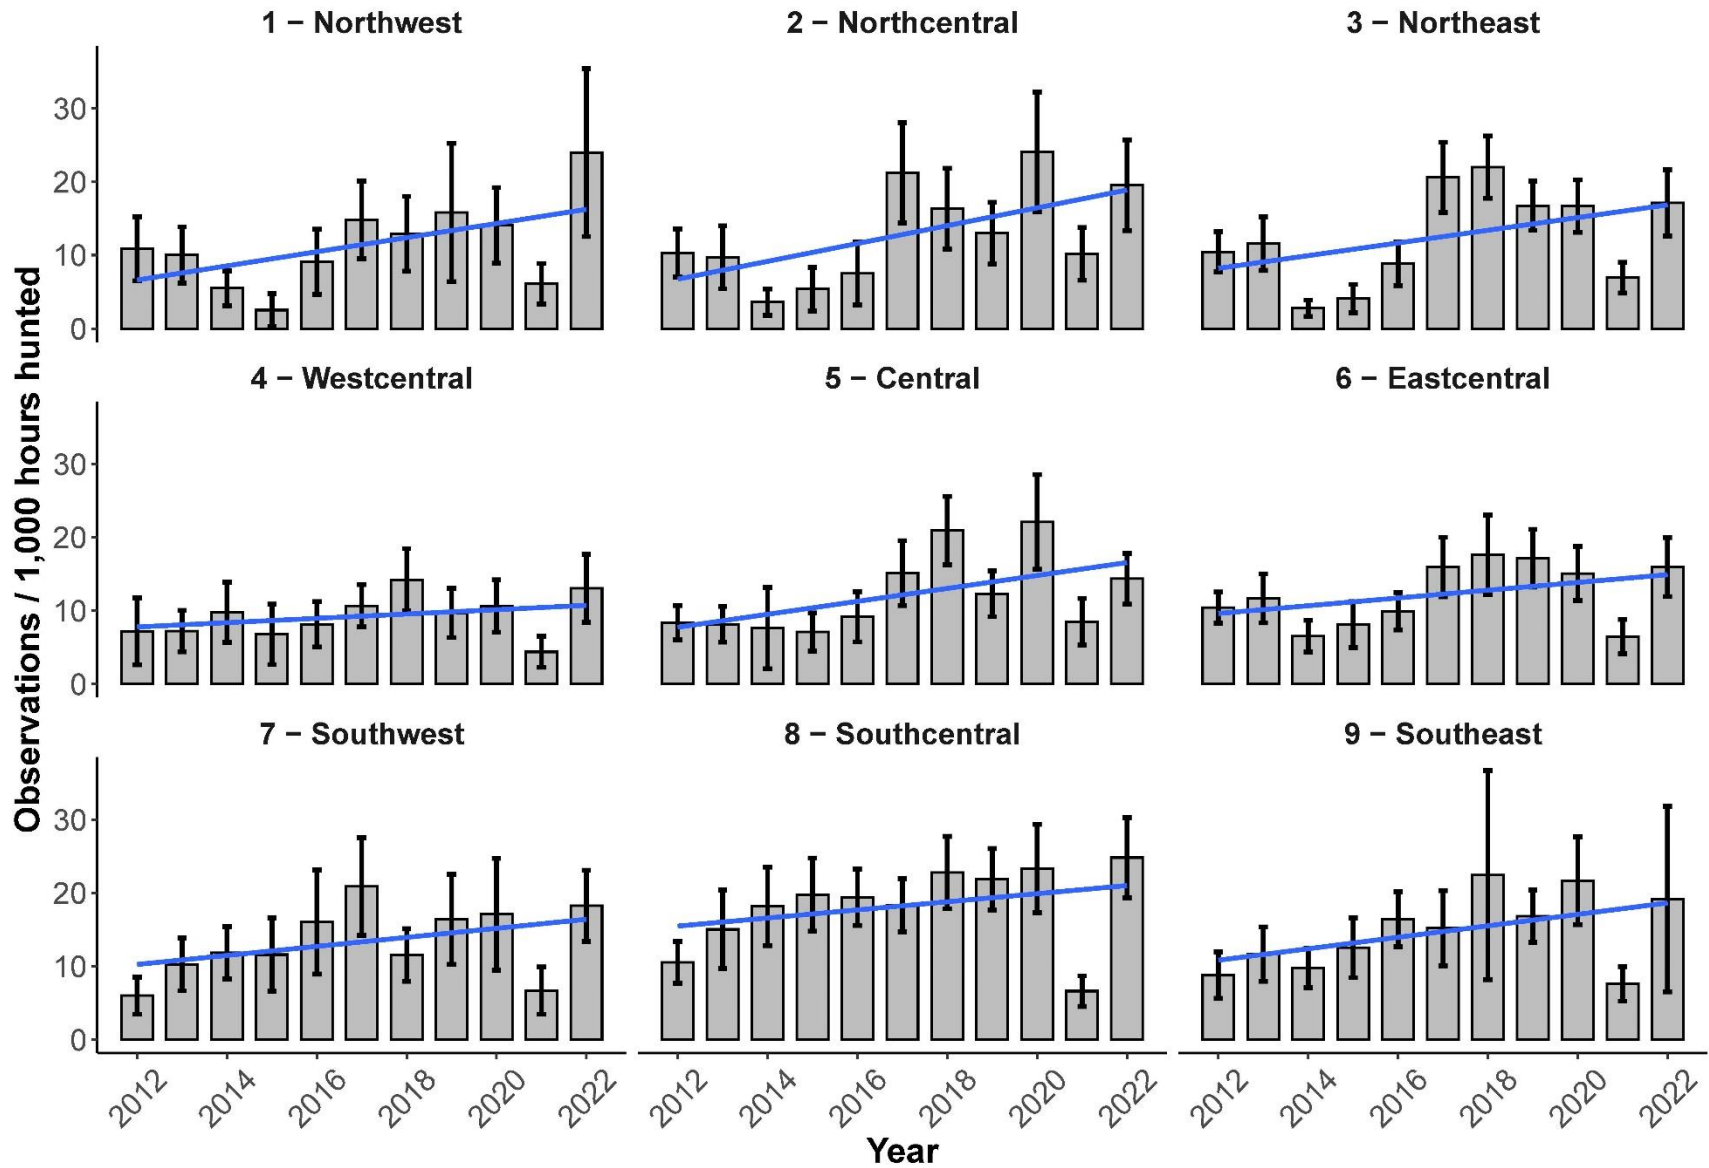 1 − Northwest
2 − Northcentral
3 − Northeast
30
20
10
0
4 − Westcentral
5 − Central
6 − Eastcentral
30
20
10
0
7 − Southwest
8 − Southcentral
9 − Southeast
30
20
10
0
Observations / 1,000 hours hunted
2012 2014 2016 2018 2020 2022
2012 2014 2016 2018 2020 2022
2012 2014 2016 2018 2020 2022
Year